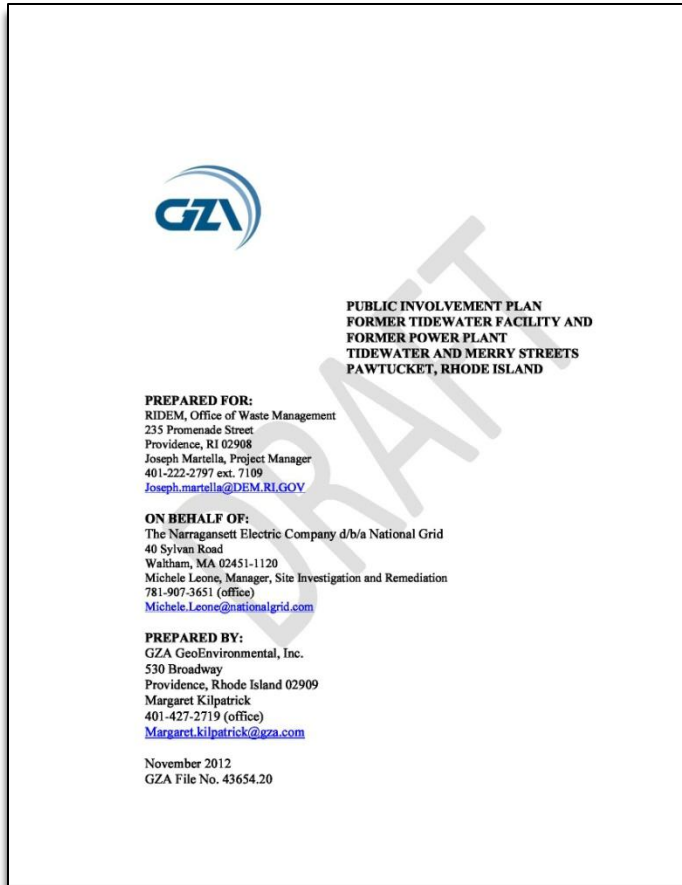 GZA
PUBLIC INVOLVEMENT PLAN
FORMER TIDEWATER FACILITY AND
FORMER POWER PLANT
TIDEWATER AND MERRY STREETS
PAWTUCKET, RHODE ISLAND
PREPARED FOR:
RIDEM, Office of Waste Management
235 Promenade Street
Providence, RI 02908
Joseph Martella, Project Manager
401-222-2797 ext. 7109
Joseph.martella@DEM.RI.GOV
ON BEHALF OF:
The Narragansett Electric Company d/b/a National Grid
40 Sylvan Road
Waltham, MA 02451-1120
Michele Leone, Manager, Site Investigation and Remediation
781-907-3651 (office)
Michele.Leone@nationalgrid.com
PREPARED BY:
GZA GeoEnvironmental, Inc.
530 Broadway
Providence, Rhode Island 02909
Margaret Kilpatrick
401-427-2719 (office)
Margaret.kilpatrick@gza.com
November 2012
GZA File No. 43654.20
DRAFT